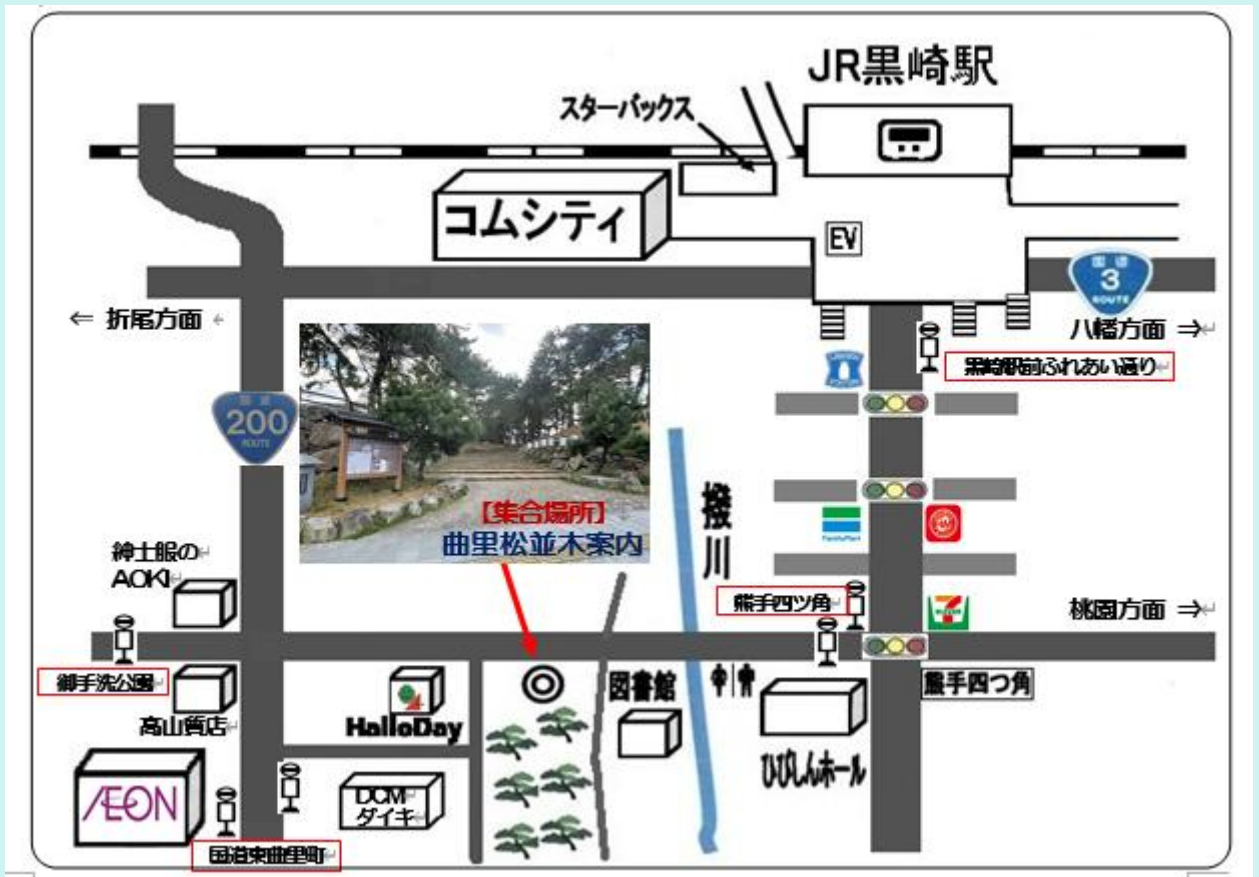 JR黒崎駅
スターバックス
コムシティ
EV
国道
3
ROUTE
⇐ 折尾方面
八幡方面 ⇒
黒崎駅前ふれあい通り
200
ROUTE
【集合場所】
曲里松並木案内
撥川
FamilyMart
紳士服の
AOKI
熊手四ツ角
桃園方面 ⇒
御手洗公園
高山質店
HalloDay
図書館
熊手四つ角
ひびしんホール
ÆON
DCM
ダイキ
国道東曲里町